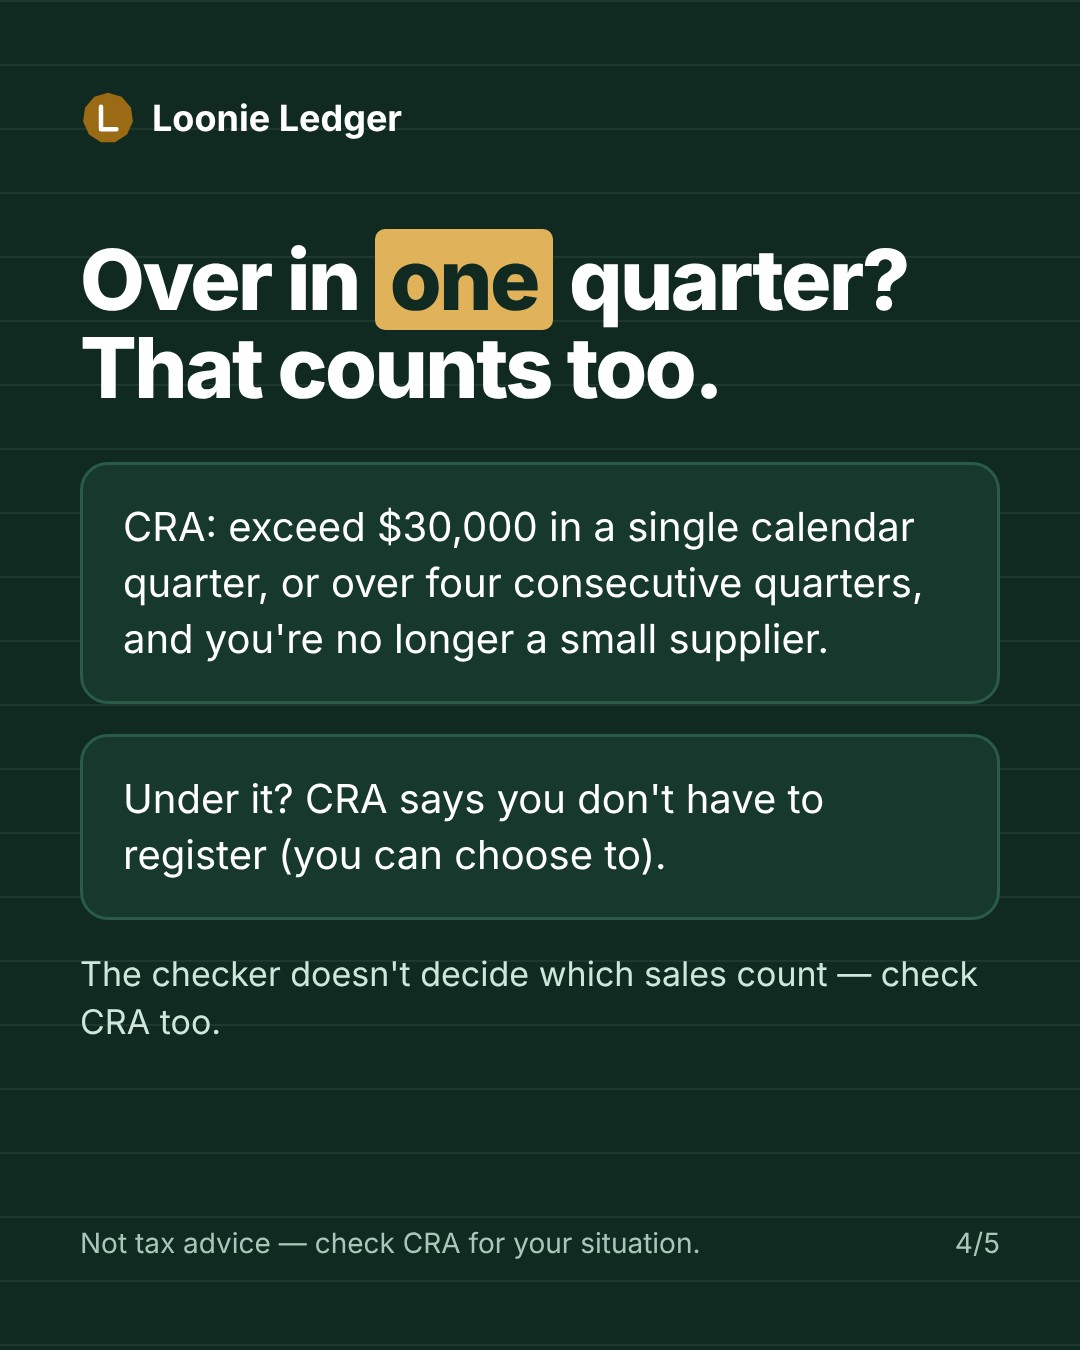 L Loonie Ledger
Over in one quarter?
That counts too.
CRA: exceed $30,000 in a single calendar
quarter, or over four consecutive quarters,
and you're no longer a small supplier.
Under it? CRA says you don't have to
register (you can choose to).
The checker doesn't decide which sales count — check
CRA too.
Not tax advice — check CRA for your situation. 4/5